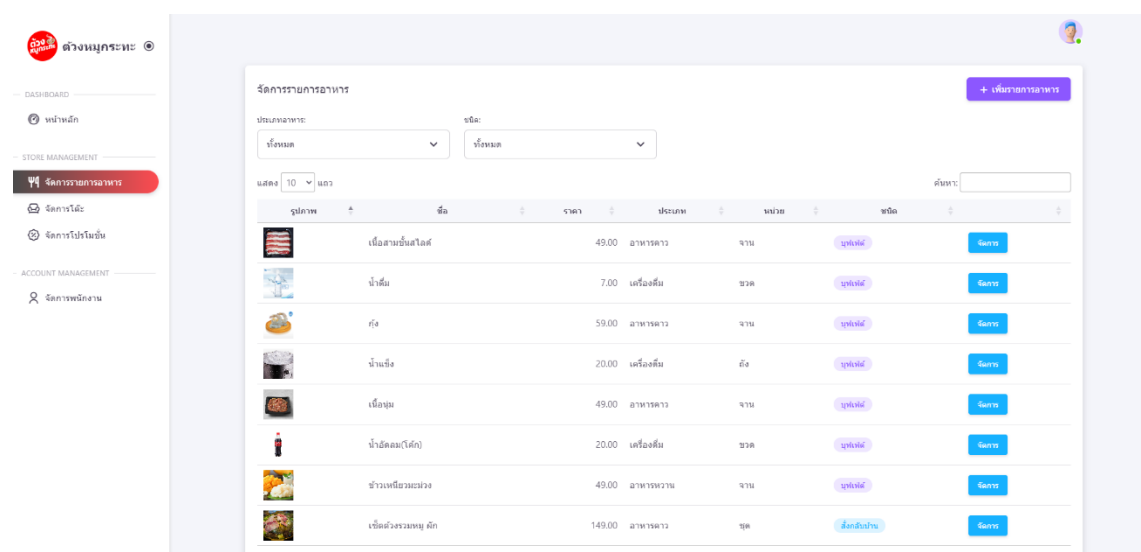 ด้วง
หมูกระทะ
ด้วงหมูกระทะ
DASHBOARD
หน้าหลัก
STORE MANAGEMENT
จัดการรายการอาหาร
จัดการโต๊ะ
จัดการโปรโมชั่น
ACCOUNT MANAGEMENT
จัดการพนักงาน
จัดการรายการอาหาร
+ เพิ่มรายการอาหาร
ประเภทอาหาร: ชนิด:
ทั้งหมด ทั้งหมด
แสดง 10 แถว ค้นหา:
รูปภาพ ชื่อ ราคา ประเภท หน่วย ชนิด
เนื้อสามชั้นสไลด์ 49.00 อาหารคาว จาน บุฟเฟ่ต์ จัดการ
น้ำดื่ม 7.00 เครื่องดื่ม ขวด บุฟเฟ่ต์ จัดการ
กุ้ง 59.00 อาหารคาว จาน บุฟเฟ่ต์ จัดการ
น้ำแข็ง 20.00 เครื่องดื่ม ถัง บุฟเฟ่ต์ จัดการ
เนื้อนุ่ม 49.00 อาหารคาว จาน บุฟเฟ่ต์ จัดการ
น้ำอัดลม(โค้ก) 20.00 เครื่องดื่ม ขวด บุฟเฟ่ต์ จัดการ
ข้าวเหนียวมะม่วง 49.00 อาหารหวาน จาน บุฟเฟ่ต์ จัดการ
เซ็ตด้วงรวมหมู ผัก 149.00 อาหารคาว ชุด สั่งกลับบ้าน จัดการ